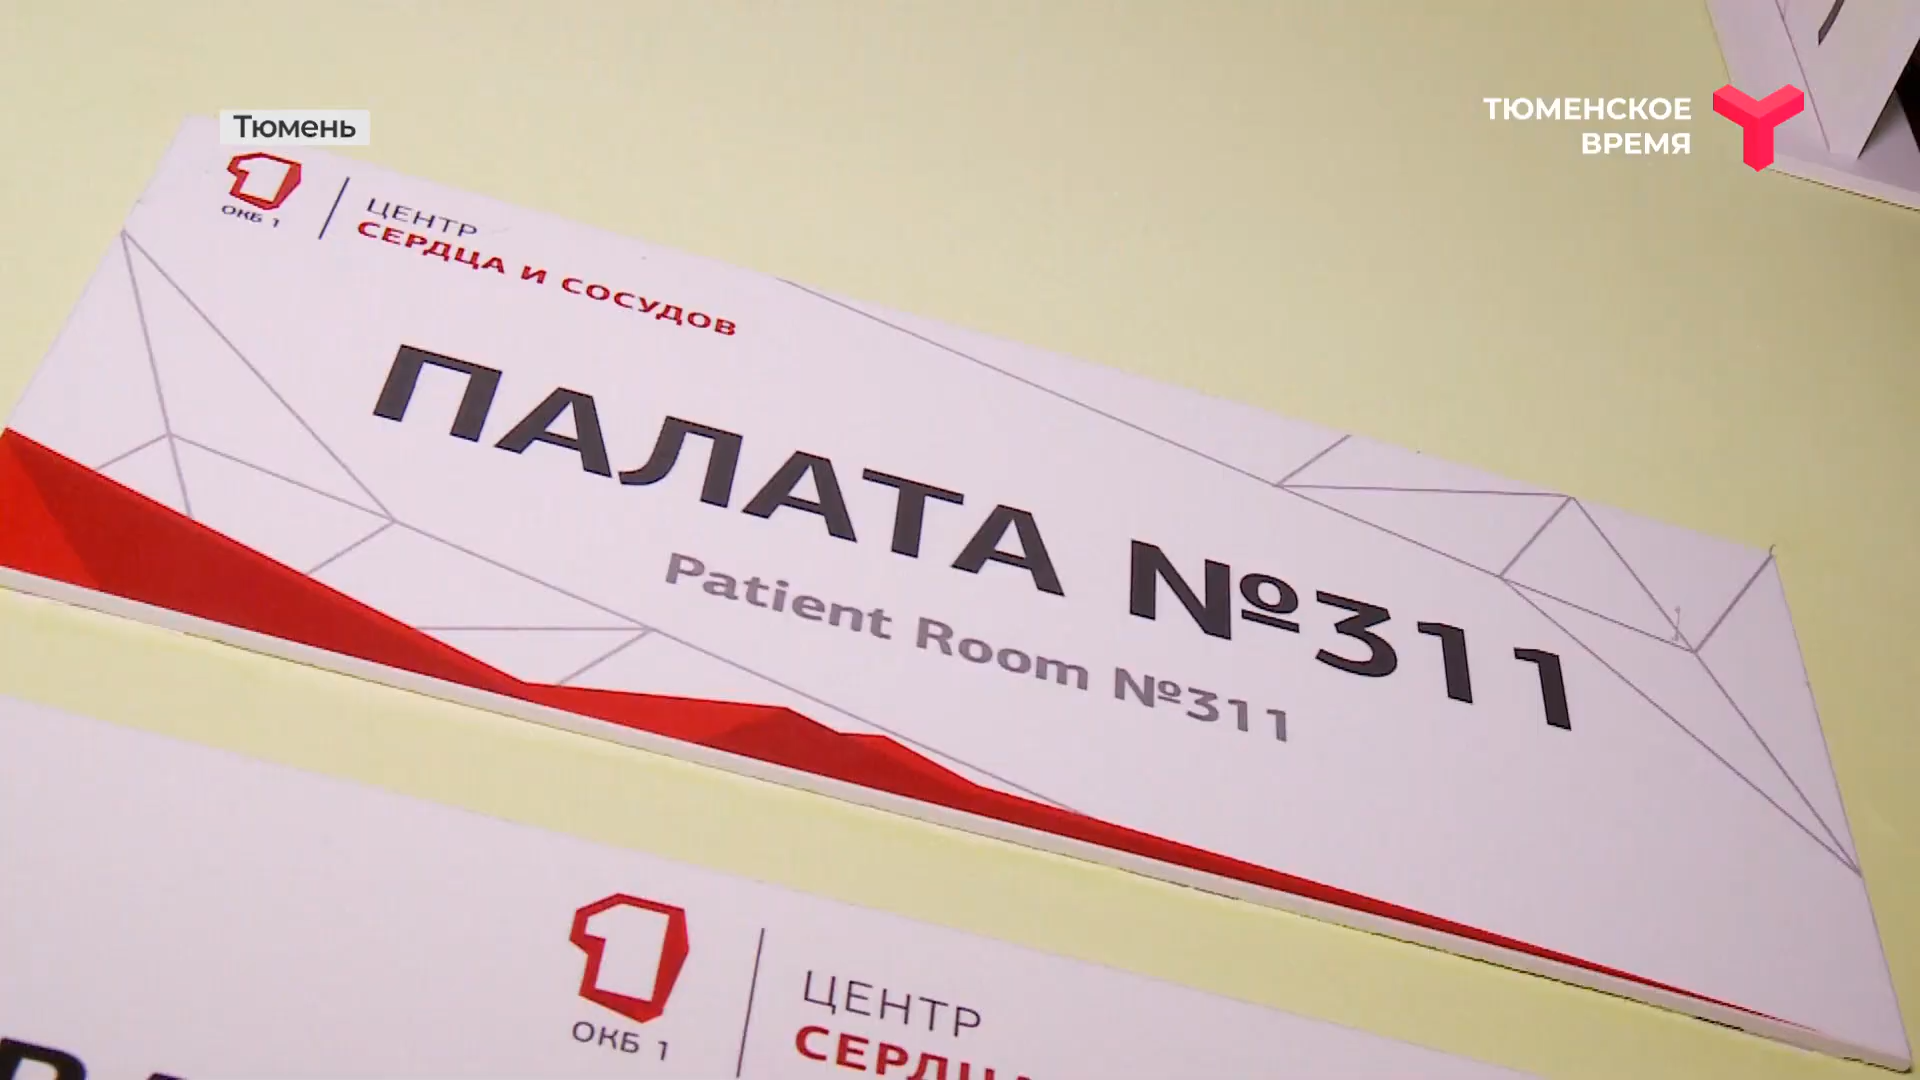 Тюмень
ТЮМЕНСКОЕ
ВРЕМЯ
ОКБ 1
ЦЕНТР
СЕРДЦА И СОСУДОВ
ПАЛАТА №311
Patient Room №311
ОКБ 1
ЦЕНТР